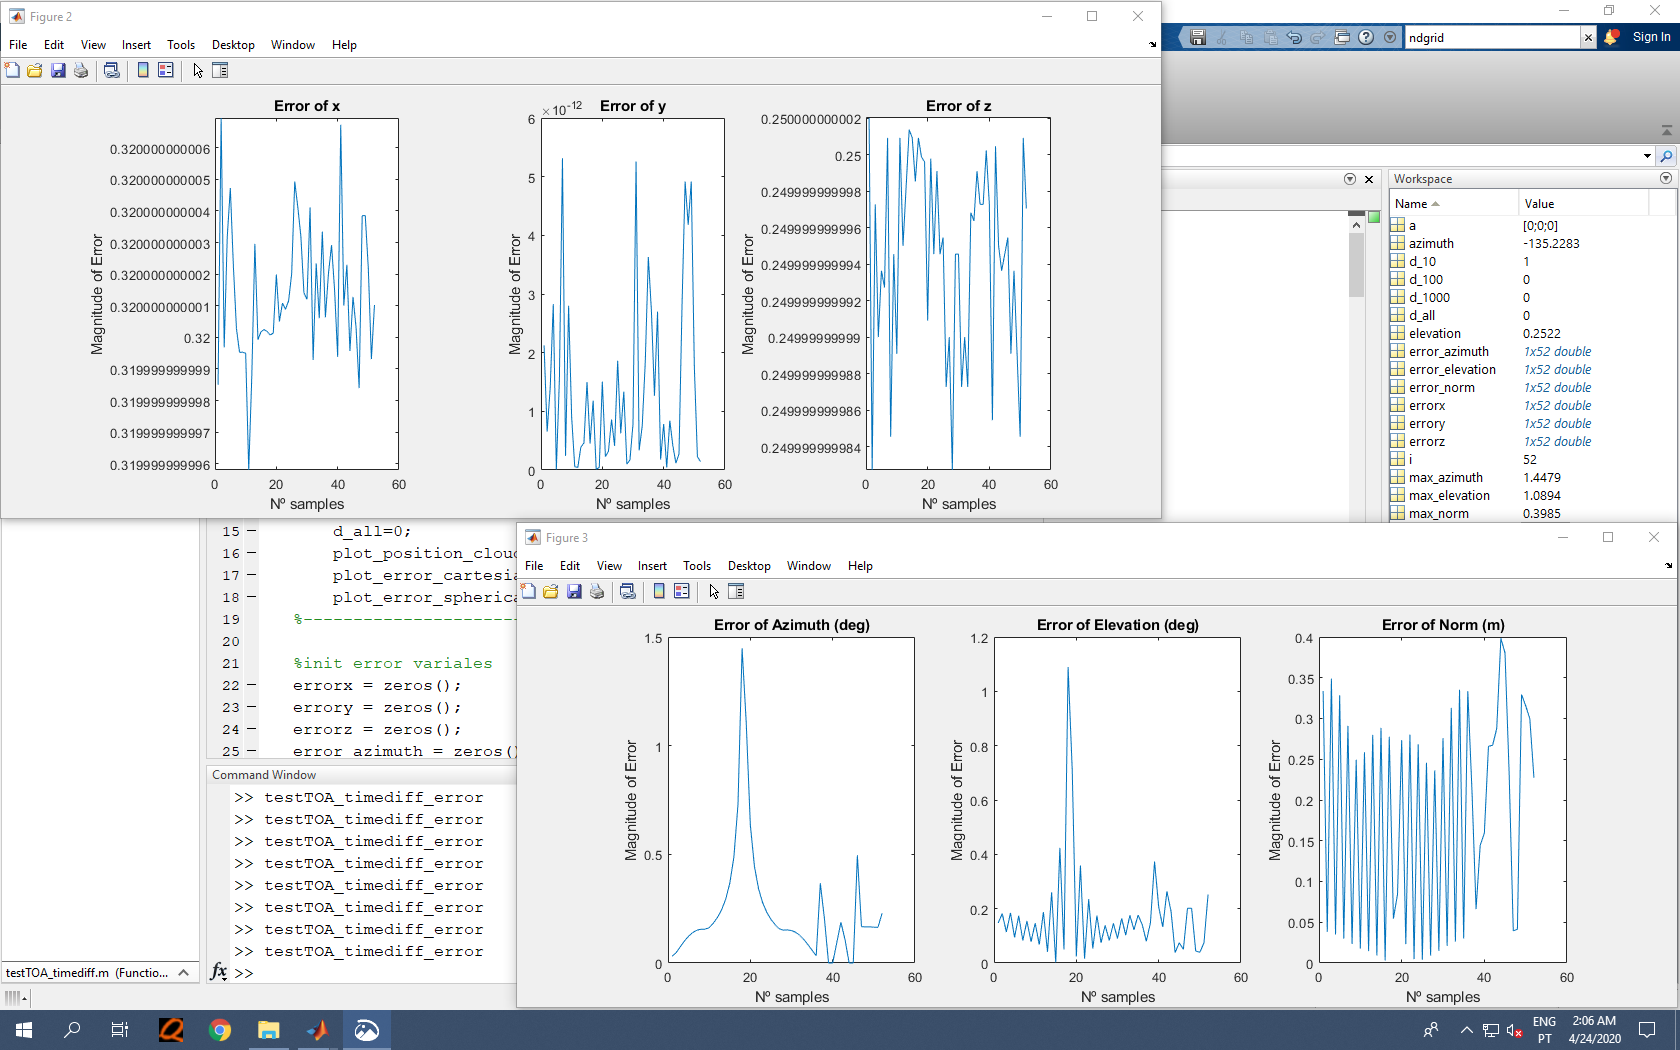 Figure 2
File Edit View Insert Tools Desktop Window Help
ndgrid
Sign In
Error of x
0.320000000006
0.320000000005
0.320000000004
0.320000000003
0.320000000002
0.320000000001
0.32
0.319999999999
0.319999999998
0.319999999997
0.319999999996
Magnitude of Error
0 20 40 60
Nº samples
×10-12
Error of y
6
5
4
3
2
1
0
Magnitude of Error
0 20 40 60
Nº samples
Error of z
0.250000000002
0.25
0.249999999998
0.249999999996
0.249999999994
0.249999999992
0.24999999999
0.249999999988
0.249999999986
0.249999999984
Magnitude of Error
0 20 40 60
Nº samples
Workspace
Name Value
a [0;0;0]
azimuth -135.2283
d_10 1
d_100 0
d_1000 0
d_all 0
elevation 0.2522
error_azimuth 1x52 double
error_elevation 1x52 double
error_norm 1x52 double
errorx 1x52 double
errory 1x52 double
errorz 1x52 double
i 52
max_azimuth 1.4479
max_elevation 1.0894
max_norm 0.3985
15 d_all=0;
16 plot_position_clou
17 plot_error_cartesi
18 plot_error_spheric
19 %----------------------
20
21 %init error variales
22 errorx = zeros();
23 errory = zeros();
24 errorz = zeros();
25 error azimuth = zeros()
Command Window
>> testTOA_timediff_error
>> testTOA_timediff_error
>> testTOA_timediff_error
>> testTOA_timediff_error
>> testTOA_timediff_error
>> testTOA_timediff_error
>> testTOA_timediff_error
>> testTOA_timediff_error
fx >>
testTOA_timediff.m (Functio...
Figure 3
File Edit View Insert Tools Desktop Window Help
Error of Azimuth (deg)
1.5
1
0.5
0
Magnitude of Error
0 20 40 60
Nº samples
Error of Elevation (deg)
1.2
1
0.8
0.6
0.4
0.2
0
Magnitude of Error
0 20 40 60
Nº samples
Error of Norm (m)
0.4
0.35
0.3
0.25
0.2
0.15
0.1
0.05
0
Magnitude of Error
0 20 40 60
Nº samples
ENG
PT
2:06 AM
4/24/2020